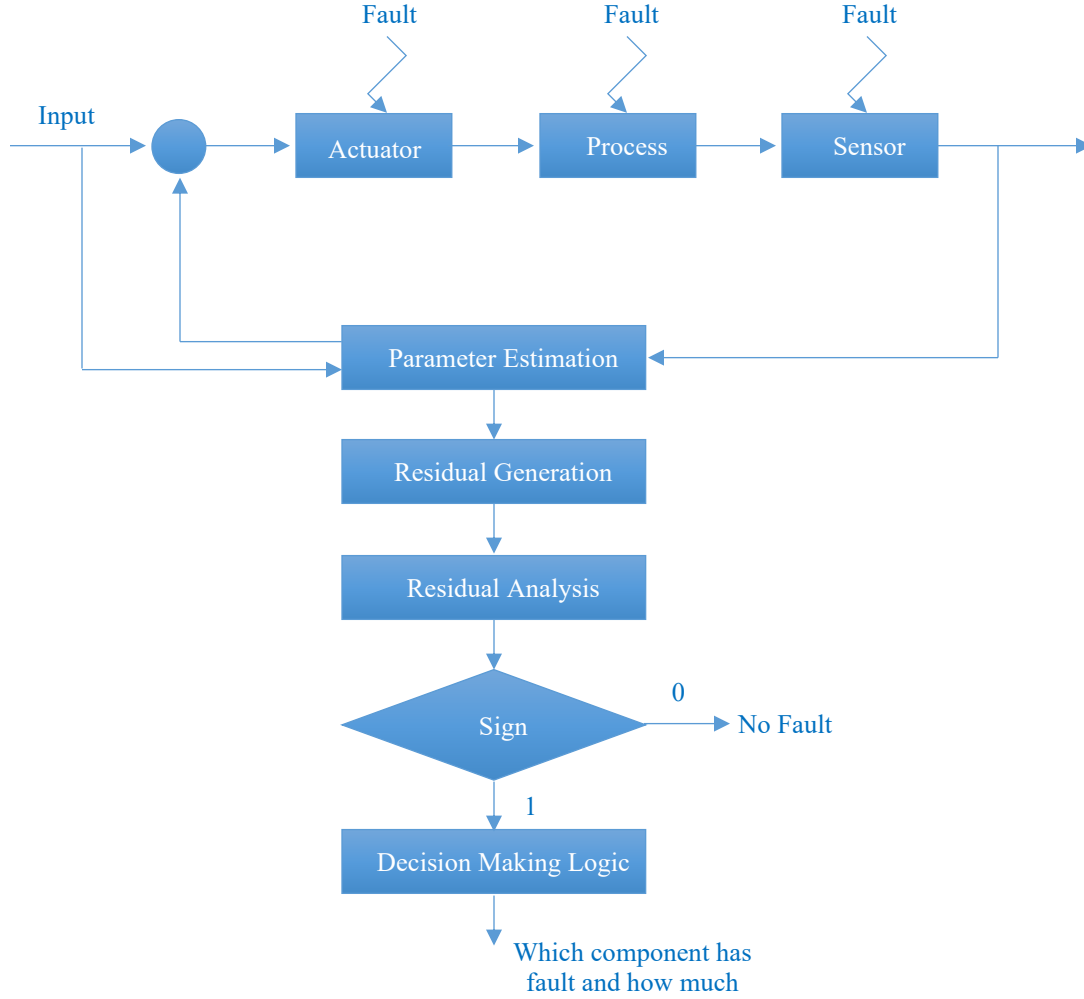 Fault
Fault
Fault
Input
Actuator
Process
Sensor
Parameter Estimation
Residual Generation
Residual Analysis
0
Sign
No Fault
1
Decision Making Logic
Which component has
fault and how much